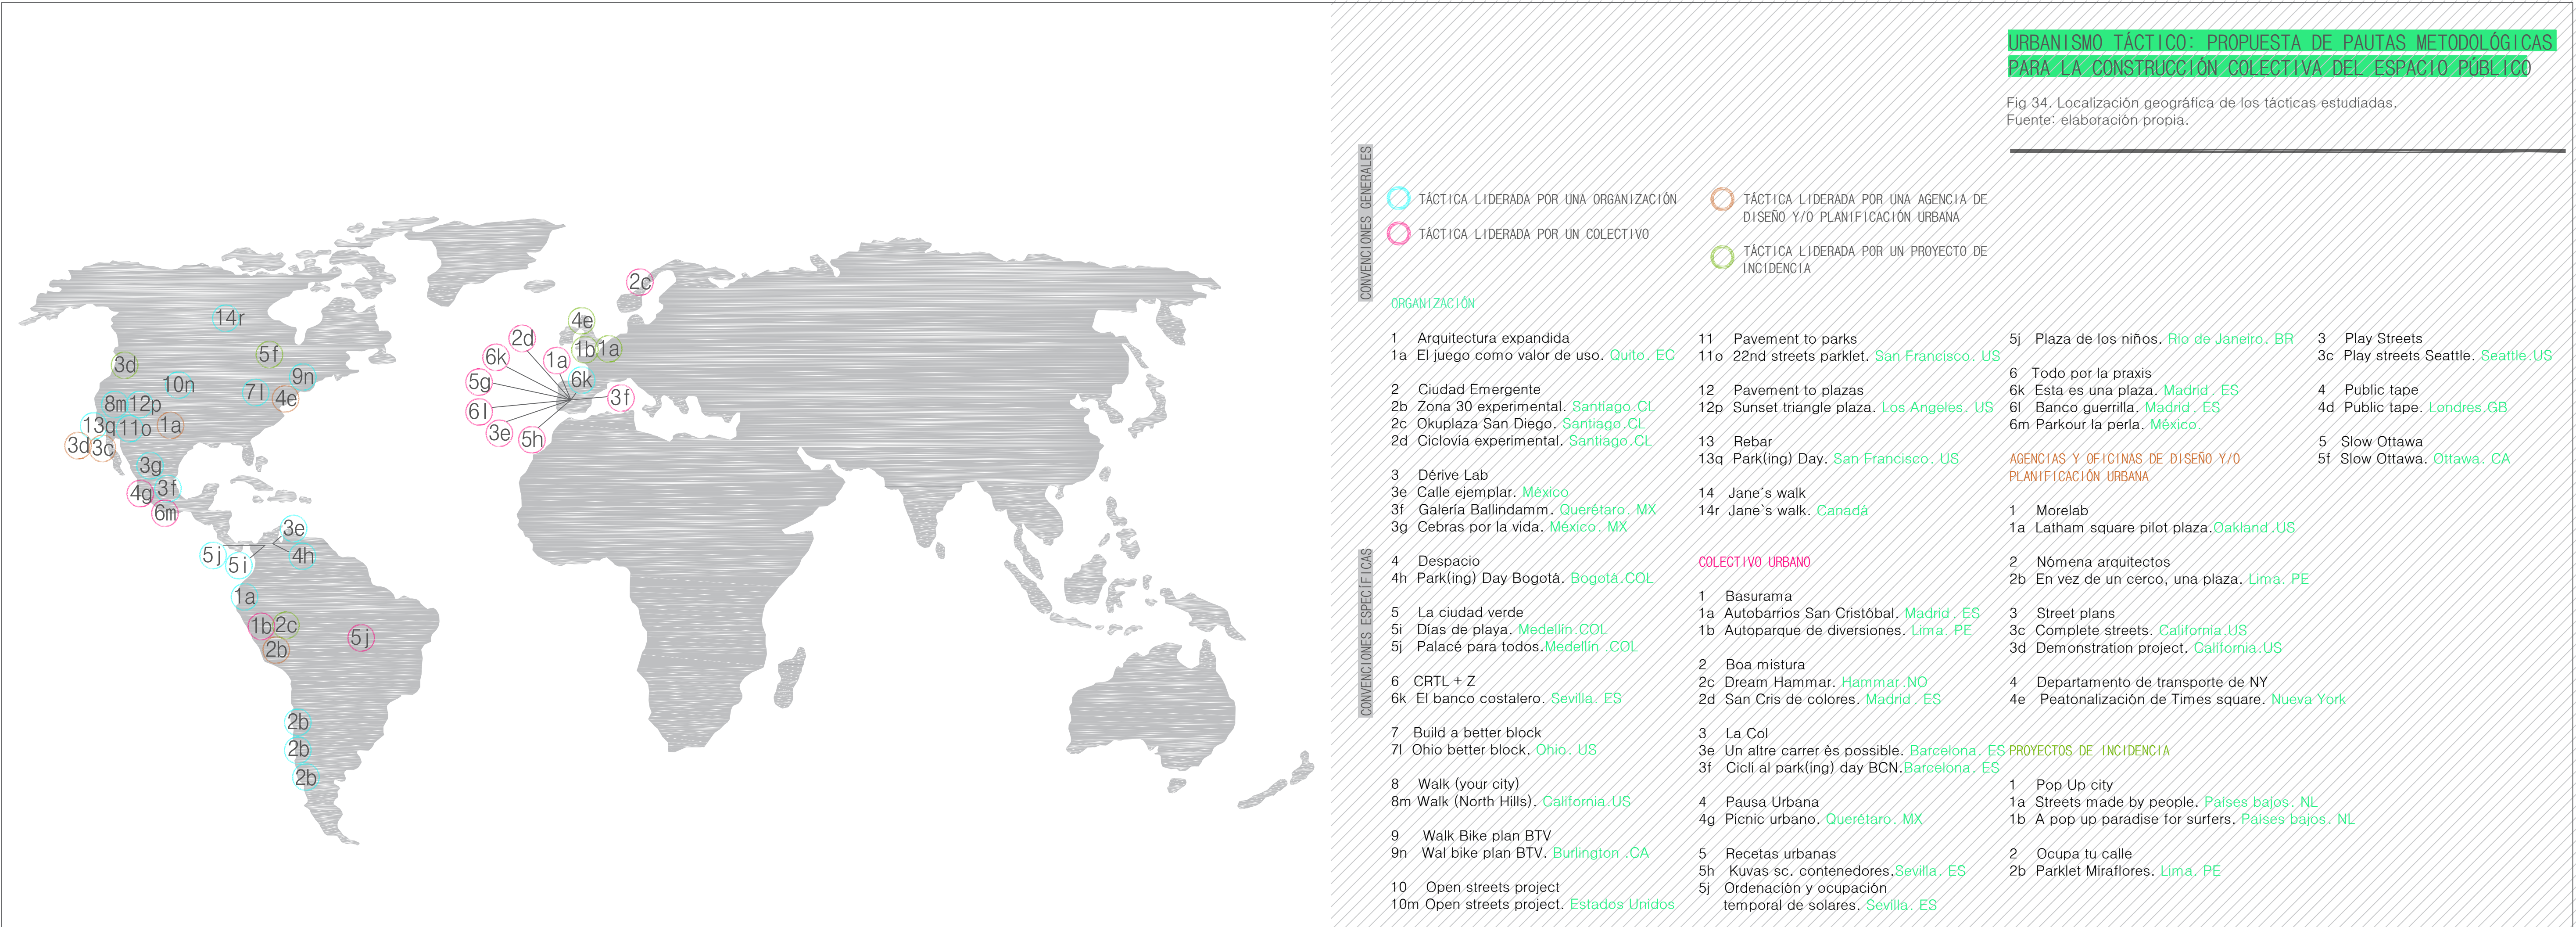 URBANISMO TÁCTICO: PROPUESTA DE PAUTAS METODOLÓGICAS
PARA LA CONSTRUCCIÓN COLECTIVA DEL ESPACIO PÚBLICO
Fig 34. Localización geográfica de los tácticas estudiadas.
Fuente: elaboración propia.
CONVENCIONES GENERALES
TÁCTICA LIDERADA POR UNA ORGANIZACIÓN
TÁCTICA LIDERADA POR UN COLECTIVO
TÁCTICA LIDERADA POR UNA AGENCIA DE
DISEÑO Y/O PLANIFICACIÓN URBANA
TÁCTICA LIDERADA POR UN PROYECTO DE
INCIDENCIA
CONVENCIONES ESPECÍFICAS
ORGANIZACIÓN
1 Arquitectura expandida
1a El juego como valor de uso. Quito. EC
2 Ciudad Emergente
2b Zona 30 experimental. Santiago.CL
2c Okuplaza San Diego. Santiago.CL
2d Ciclovía experimental. Santiago.CL
3 Dérive Lab
3e Calle ejemplar. México
3f Galería Ballindamm. Querétaro. MX
3g Cebras por la vida. México. MX
4 Despacio
4h Park(ing) Day Bogotá. Bogotá.COL
5 La ciudad verde
5i Días de playa. Medellín.COL
5j Palacé para todos.Medellín .COL
6 CRTL + Z
6k El banco costalero. Sevilla. ES
7 Build a better block
7l Ohio better block. Ohio. US
8 Walk (your city)
8m Walk (North Hills). California.US
9 Walk Bike plan BTV
9n Wal bike plan BTV. Burlington .CA
10 Open streets project
10m Open streets project. Estados Unidos
11 Pavement to parks
11o 22nd streets parklet. San Francisco. US
12 Pavement to plazas
12p Sunset triangle plaza. Los Angeles. US
13 Rebar
13q Park(ing) Day. San Francisco. US
14 Jane´s walk
14r Jane`s walk. Canadá
COLECTIVO URBANO
1 Basurama
1a Autobarrios San Cristóbal. Madrid. ES
1b Autoparque de diversiones. Lima. PE
2 Boa mistura
2c Dream Hammar. Hammar.NO
2d San Cris de colores. Madrid. ES
3 La Col
3e Un altre carrer ès possible. Barcelona. ES
3f Cicli al park(ing) day BCN.Barcelona. ES
4 Pausa Urbana
4g Picnic urbano. Querétaro. MX
5 Recetas urbanas
5h Kuvas sc. contenedores.Sevilla. ES
5j Ordenación y ocupación
temporal de solares. Sevilla. ES
5j Plaza de los niños. Río de Janeiro. BR
6 Todo por la praxis
6k Esta es una plaza. Madrid. ES
6l Banco guerrilla. Madrid. ES
6m Parkour la perla. México.
AGENCIAS Y OFICINAS DE DISEÑO Y/O
PLANIFICACIÓN URBANA
1 Morelab
1a Latham square pilot plaza.Oakland .US
2 Nómena arquitectos
2b En vez de un cerco, una plaza. Lima. PE
3 Street plans
3c Complete streets. California.US
3d Demonstration project. California.US
4 Departamento de transporte de NY
4e Peatonalización de Times square. Nueva York
PROYECTOS DE INCIDENCIA
1 Pop Up city
1a Streets made by people. Países bajos. NL
1b A pop up paradise for surfers. Países bajos. NL
2 Ocupa tu calle
2b Parklet Miraflores. Lima. PE
3 Play Streets
3c Play streets Seattle. Seattle.US
4 Public tape
4d Public tape. Londres.GB
5 Slow Ottawa
5f Slow Ottawa. Ottawa. CA
14r
3d
5f
10n
9n
7l
4e
8m
12p
13q
11o
1a
3d
3c
3g
4g
3f
6m
3e
5j
5i
4h
1a
1b
2c
2b
5j
2b
2b
2b
2c
4e
2d
1b
1a
6k
1a
5g
6k
6l
3f
3e
5h